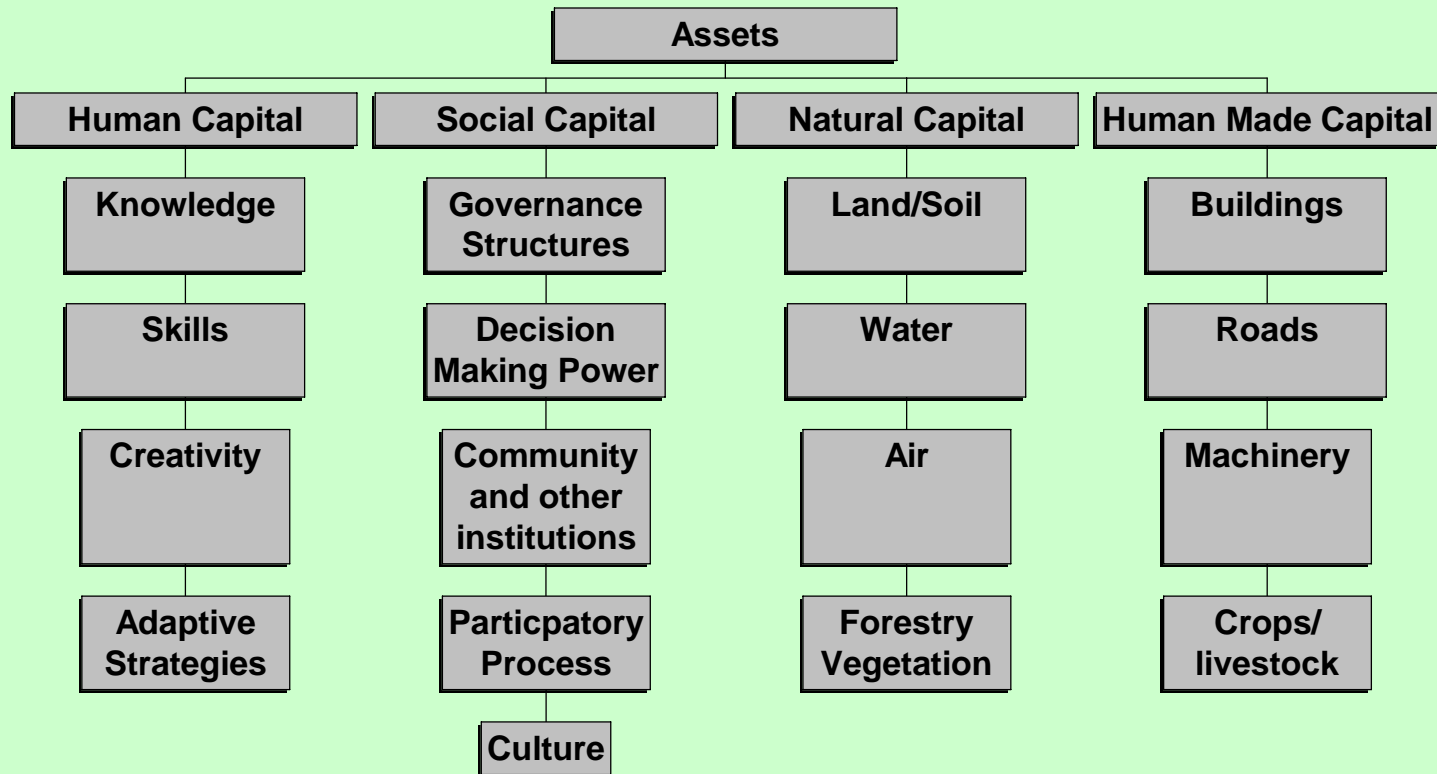 Assets
Human Capital
Social Capital
Natural Capital
Human Made Capital
Knowledge
Governance
Structures
Land/Soil
Buildings
Skills
Decision
Making Power
Water
Roads
Creativity
Community
and other
institutions
Air
Machinery
Adaptive
Strategies
Particpatory
Process
Forestry
Vegetation
Crops/
livestock
Culture